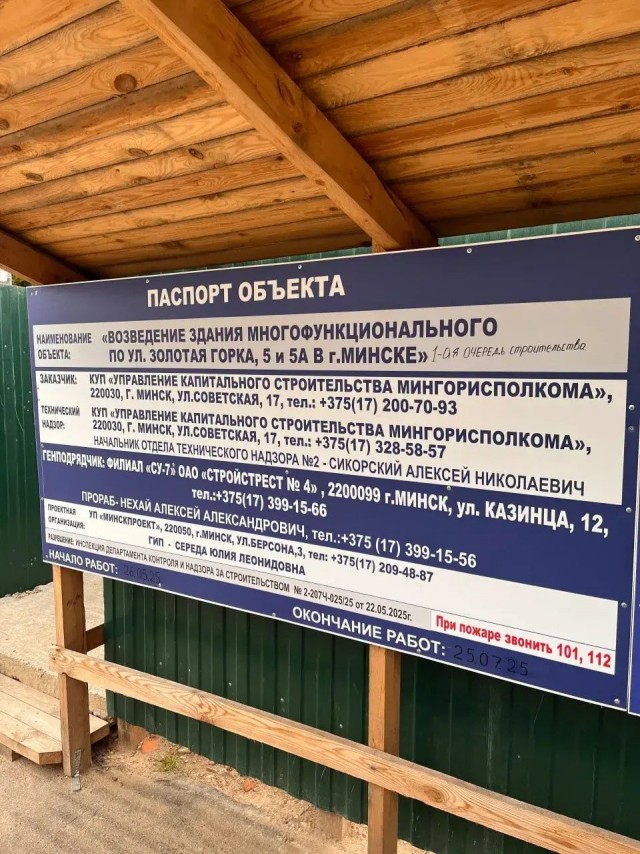 ПАСПОРТ ОБЪЕКТА
НАИМЕНОВАНИЕ ОБЪЕКТА: «ВОЗВЕДЕНИЕ ЗДАНИЯ МНОГОФУНКЦИОНАЛЬНОГО
ПО УЛ. ЗОЛОТАЯ ГОРКА, 5 и 5А В г.МИНСКЕ» 1-ая очередь строительства
ЗАКАЗЧИК: КУП «УПРАВЛЕНИЕ КАПИТАЛЬНОГО СТРОИТЕЛЬСТВА МИНГОРИСПОЛКОМА»,
220030, г. МИНСК, УЛ.СОВЕТСКАЯ, 17, тел.: +375(17) 200-70-93
ТЕХНИЧЕСКИЙ НАДЗОР: КУП «УПРАВЛЕНИЕ КАПИТАЛЬНОГО СТРОИТЕЛЬСТВА МИНГОРИСПОЛКОМА»,
220030, г. МИНСК, УЛ.СОВЕТСКАЯ, 17, тел.: +375(17) 328-58-57
НАЧАЛЬНИК ОТДЕЛА ТЕХНИЧЕСКОГО НАДЗОРА №2 - СИКОРСКИЙ АЛЕКСЕЙ НИКОЛАЕВИЧ
ГЕНПОДРЯДЧИК: ФИЛИАЛ «СУ-7» ОАО «СТРОЙТРЕСТ № 4» , 2200099 г.МИНСК, ул. КАЗИНЦА, 12,
тел.:+375(17) 399-15-66
ПРОРАБ- НЕХАЙ АЛЕКСЕЙ АЛЕКСАНДРОВИЧ, тел.:+375 (17) 399-15-56
ПРОЕКТНАЯ ОРГАНИЗАЦИЯ: УП «МИНСКПРОЕКТ», 220050, г.МИНСК, УЛ.БЕРСОНА,3, тел: +375(17) 209-48-87
ГИП - СЕРЕДА ЮЛИЯ ЛЕОНИДОВНА
РАЗРЕШЕНИЕ: ИНСПЕКЦИЯ ДЕПАРТАМЕНТА КОНТРОЛЯ И НАДЗОРА ЗА СТРОИТЕЛЬСТВОМ № 2-207Ч-025/25 от 22.05.2025г.
НАЧАЛО РАБОТ: 26.05.25
При пожаре звонить 101, 112
ОКОНЧАНИЕ РАБОТ: 25.07.25